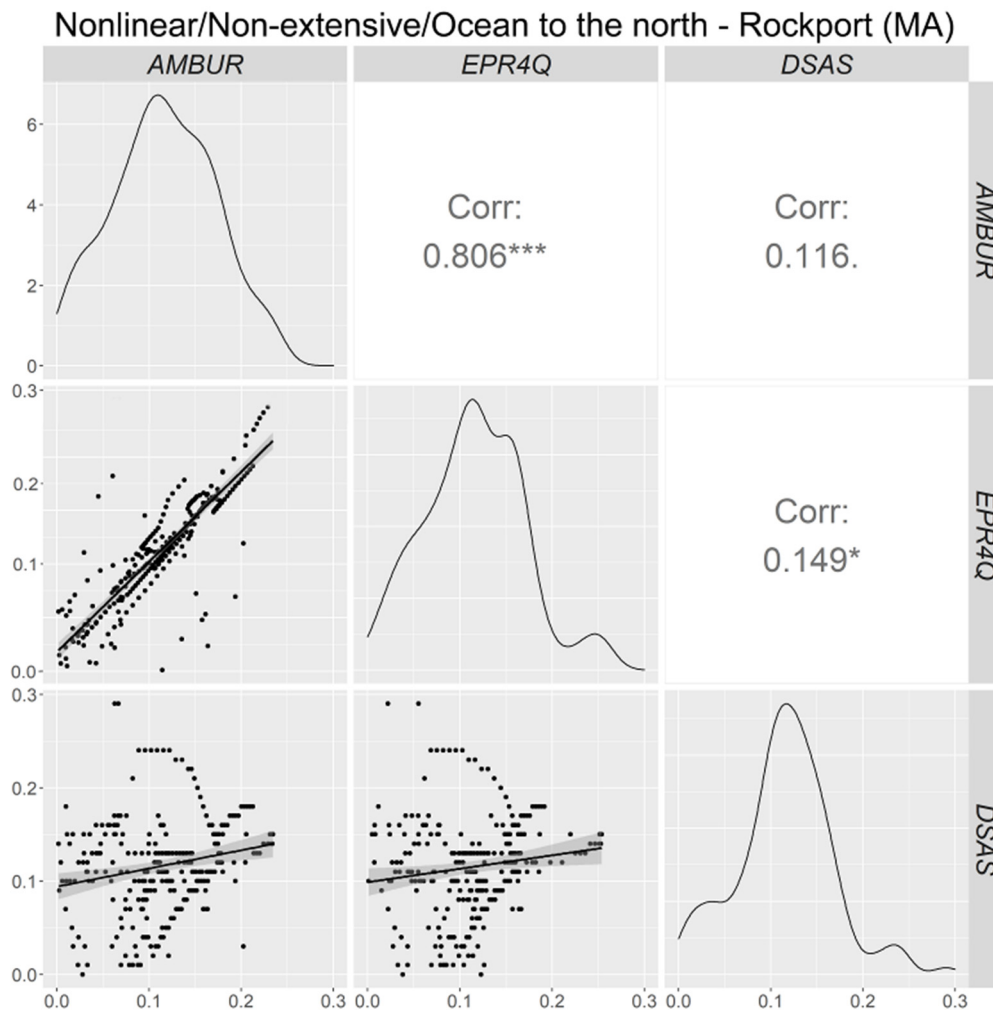 Nonlinear/Non-extensive/Ocean to the north - Rockport (MA)
AMBUR EPR4Q DSAS
6
4
2
0
Corr:
0.806***
Corr:
0.116.
AMBUR
0.3
0.2
0.1
0.0
Corr:
0.149*
EPR4Q
0.3
0.2
0.1
0.0
DSAS
0.0 0.1 0.2 0.3 0.0 0.1 0.2 0.3 0.0 0.1 0.2 0.3